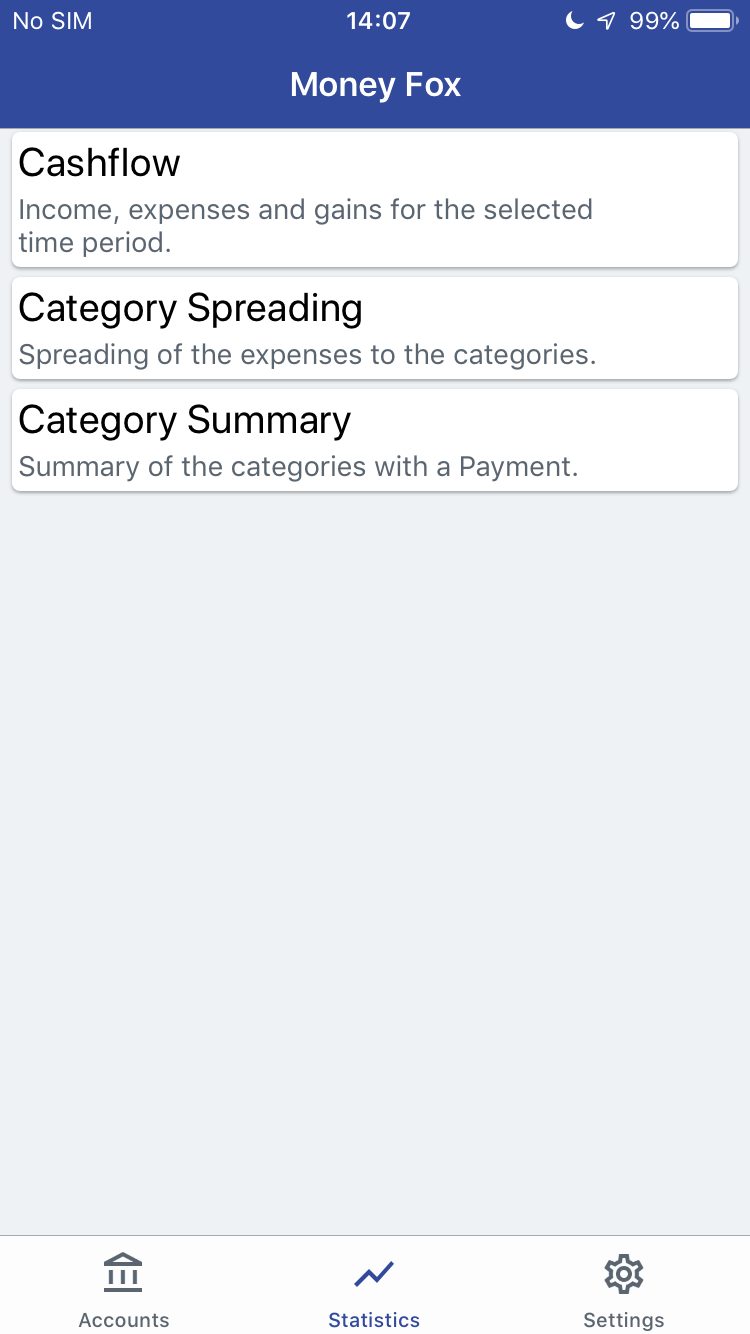 No SIM 14:07 99%
Money Fox
Cashflow
Income, expenses and gains for the selected
time period.
Category Spreading
Spreading of the expenses to the categories.
Category Summary
Summary of the categories with a Payment.
Accounts Statistics Settings